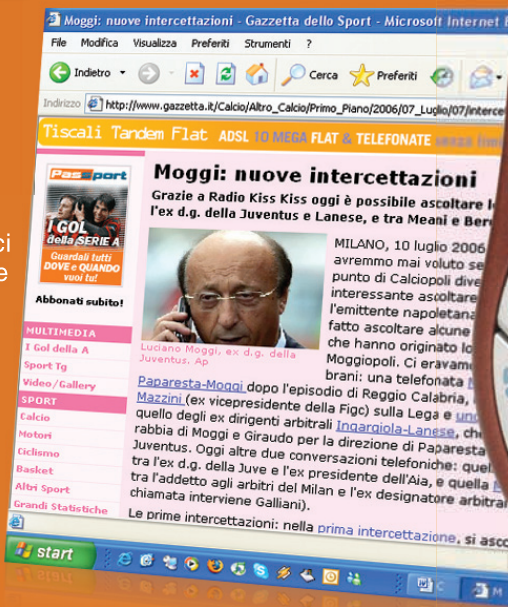 Moggi: nuove intercettazioni - Gazzetta dello Sport - Microsoft Internet
File Modifica Visualizza Preferiti Strumenti ?
Indietro Cerca Preferiti
Indirizzo http://www.gazzetta.it/Calcio/Altro_Calcio/Primo_Piano/2006/07_Luglio/07/interce
Tiscali Tandem Flat ADSL 10 MEGA FLAT & TELEFONATE senza limi
Passport
I GOL
della SERIE A
Guardali tutti
DOVE e QUANDO
vuoi tu!
Abbonati subito!
MULTIMEDIA
I Gol della A
Sport Tg
Video/Gallery
SPORT
Calcio
Motori
Ciclismo
Basket
Altri Sport
Grandi Statistiche
ci
e
Moggi: nuove intercettazioni
Grazie a Radio Kiss Kiss oggi è possibile ascoltare l
l'ex d.g. della Juventus e Lanese, e tra Meani e Ber
Luciano Moggi, ex d.g. della
Juventus. Ap
MILANO, 10 luglio 2006
avremmo mai voluto se
punto di Calciopoli dive
interessante ascoltare
l'emittente napoletana
fatto ascoltare alcune
che hanno originato lo
Moggiopoli. Ci eravame
brani: una telefonata
Paparesta-Moggi dopo l'episodio di Reggio Calabria,
Mazzini (ex vicepresidente della Figc) sulla Lega e uno
quello degli ex dirigenti arbitrali Ingargiola-Lanese, che
rabbia di Moggi e Giraudo per la direzione di Paparesta
Juventus. Oggi altre due conversazioni telefoniche: quel
tra l'ex d.g. della Juve e l'ex presidente dell'Aia, e quella M
tra l'addetto agli arbitri del Milan e l'ex designatore arbitral
chiamata interviene Galliani).
Le prime intercettazioni: nella prima intercettazione, si asco
start